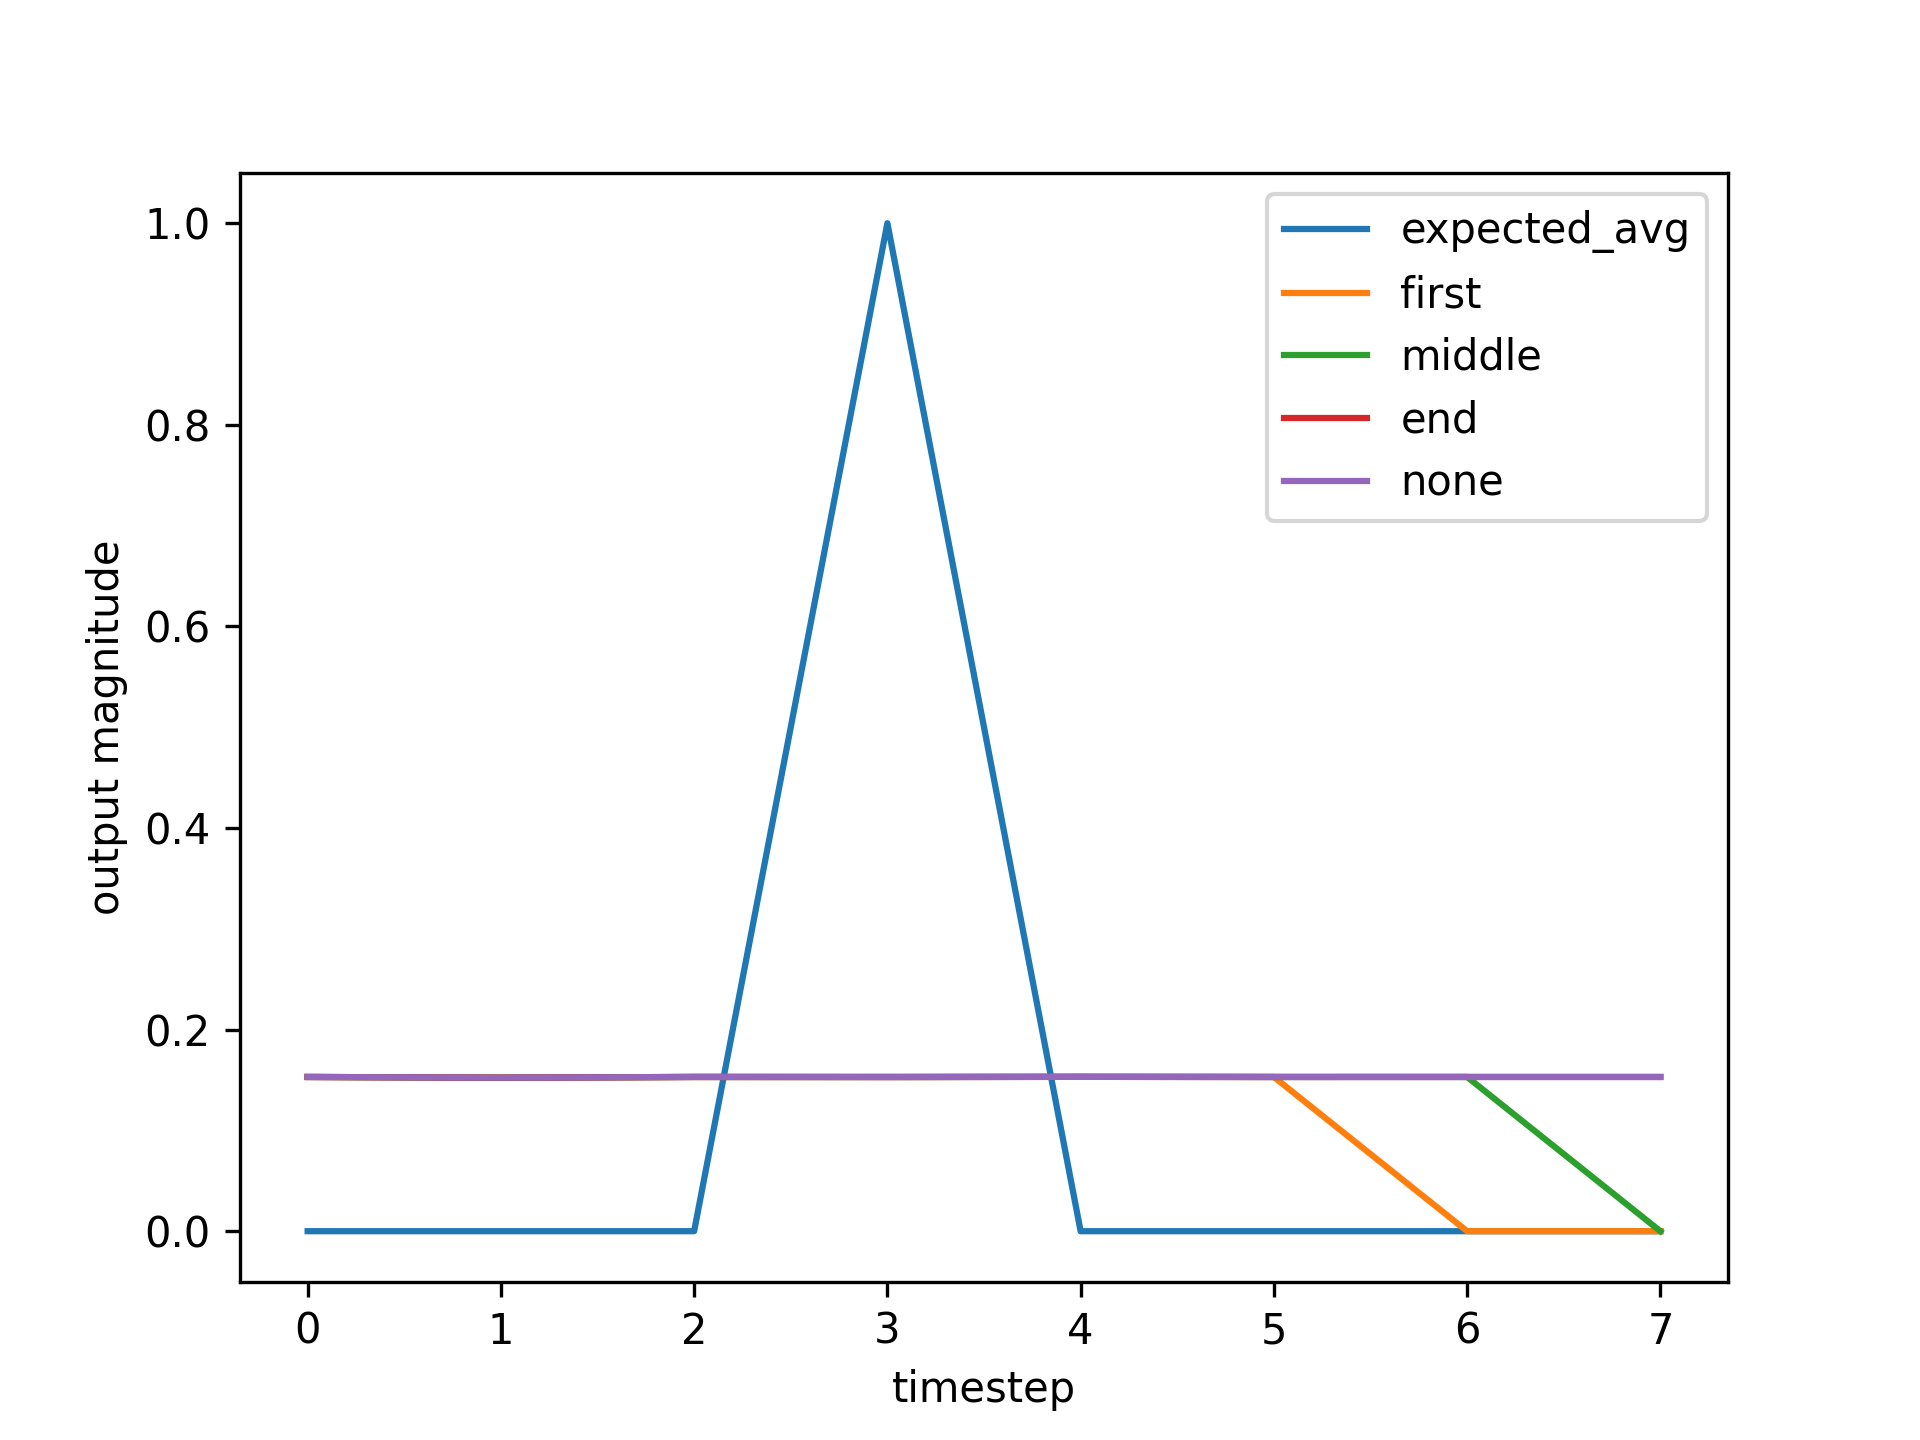 expected_avg
first
middle
end
none
1.0
0.8
0.6
0.4
0.2
0.0
output magnitude
0 1 2 3 4 5 6 7
timestep